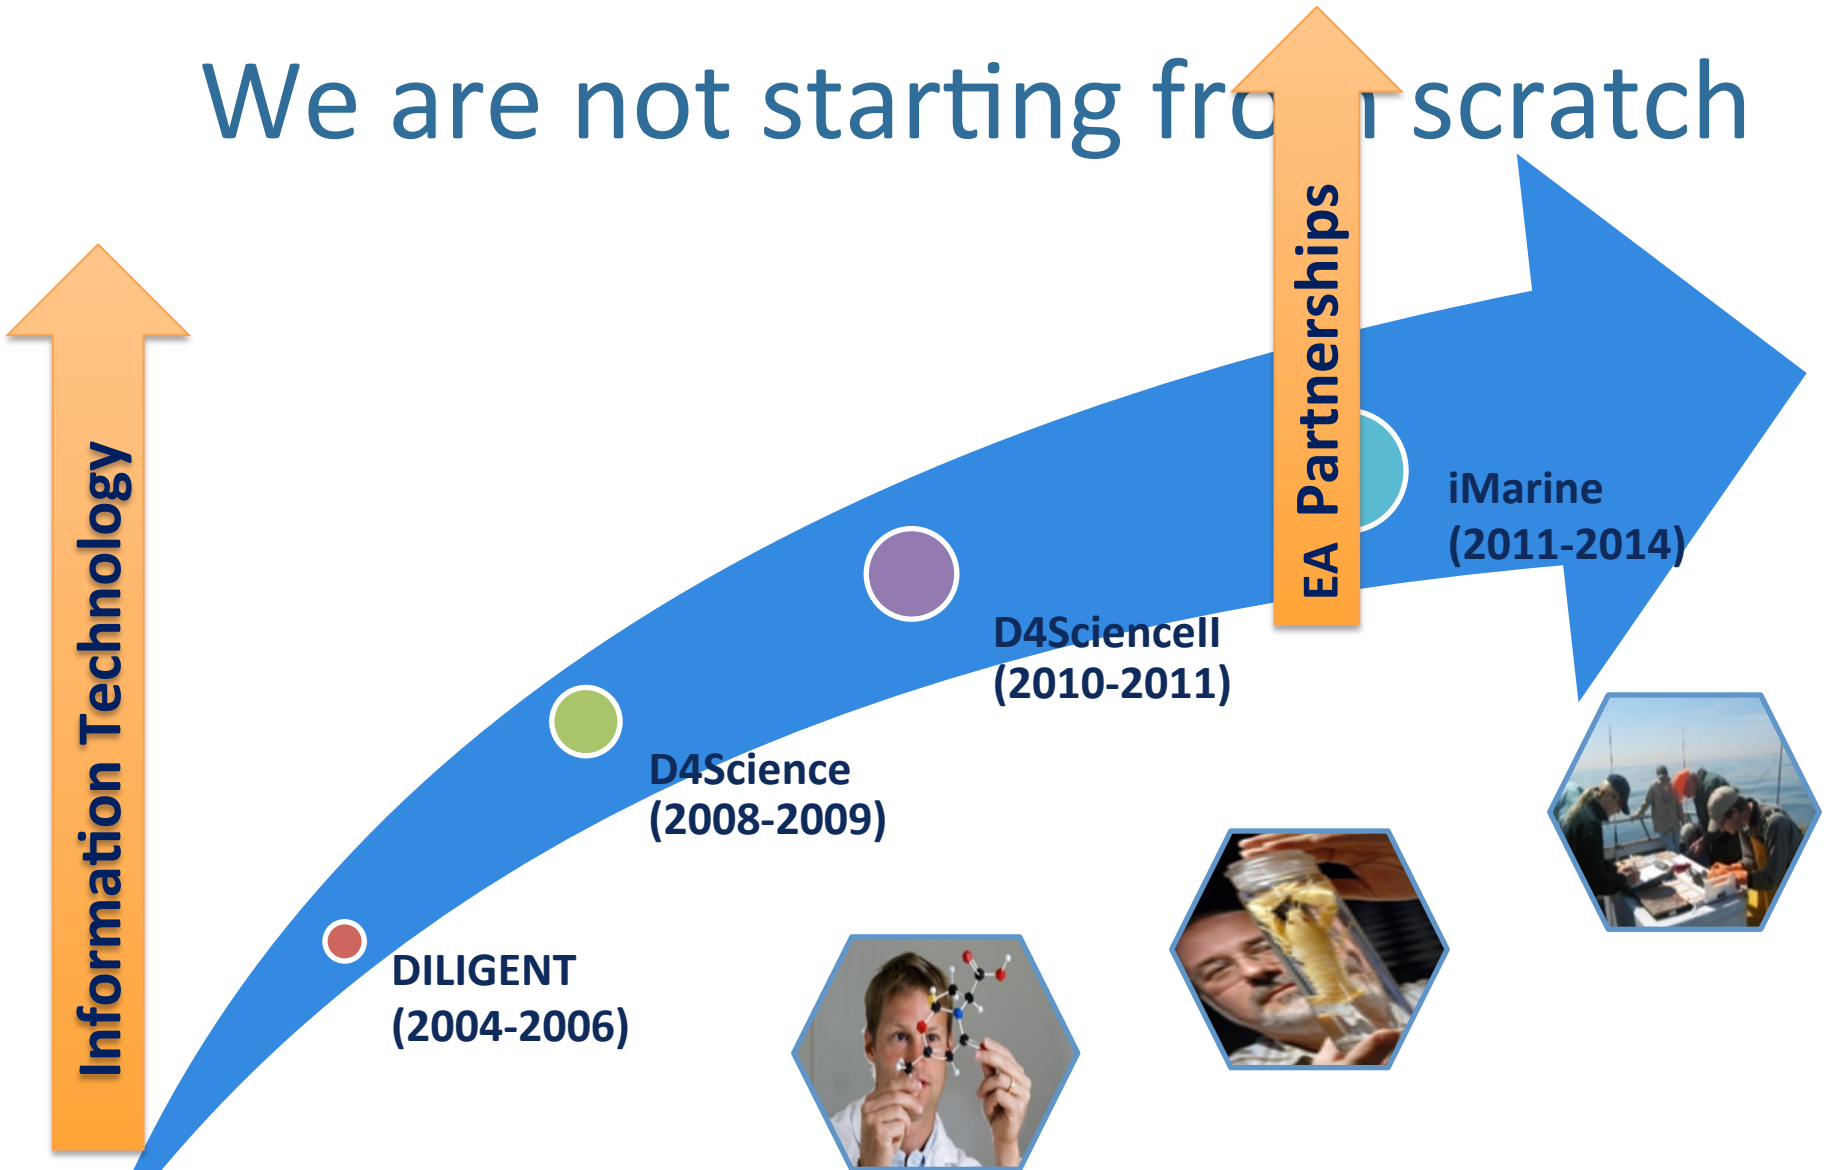 We are not starting from scratch
Information Technology
EA Partnerships
iMarine
(2011-2014)
D4ScienceII
(2010-2011)
D4Science
(2008-2009)
DILIGENT
(2004-2006)